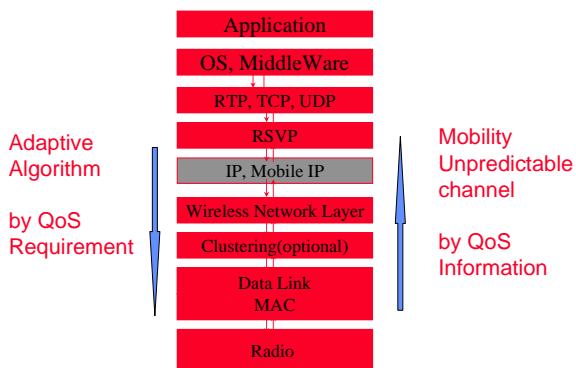 Application
OS, MiddleWare
RTP, TCP, UDP
RSVP
IP, Mobile IP
Wireless Network Layer
Clustering(optional)
Data Link
MAC
Radio
Adaptive
Algorithm
by QoS
Requirement
Mobility
Unpredictable
channel
by QoS
Information